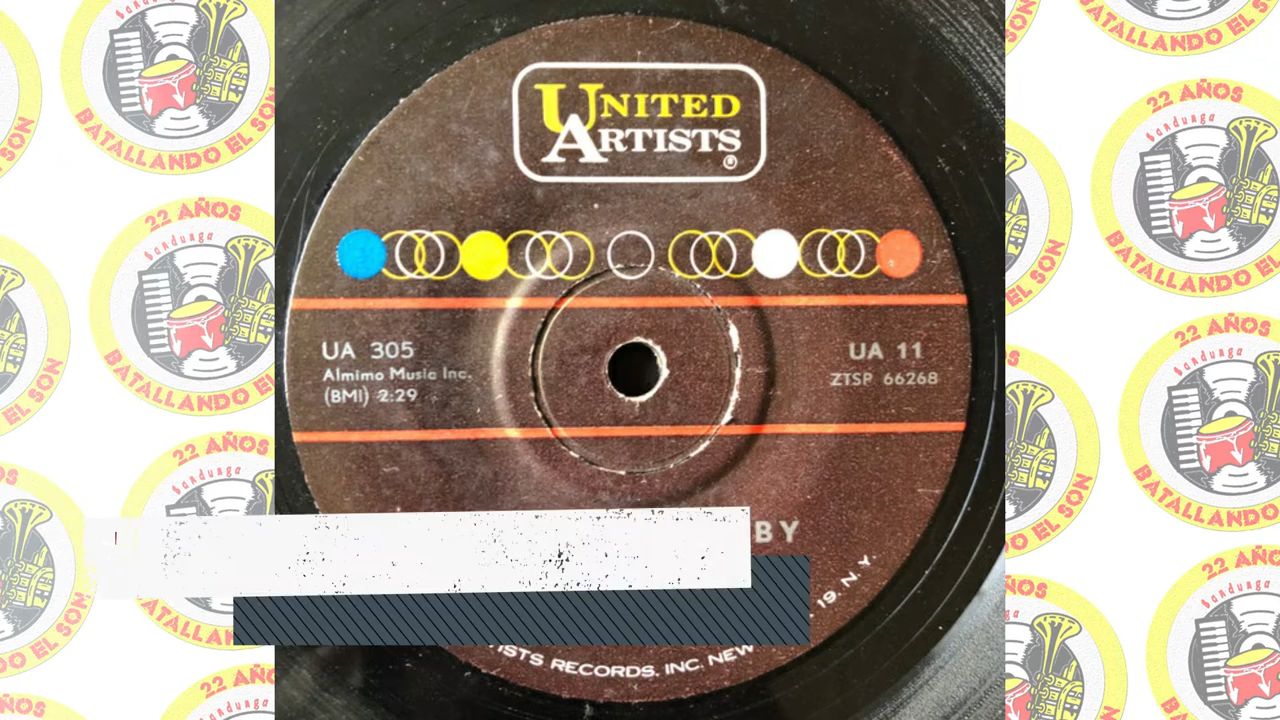 UNITED
ARTISTS
®
UA 305
Almimo Music Inc.
(BMI) 2:29
UA 11
ZTSP 66268
BY
TISTS RECORDS, INC. NEW
19, N.Y.
22 AÑOS
Sandunga
BATALLANDO EL SON